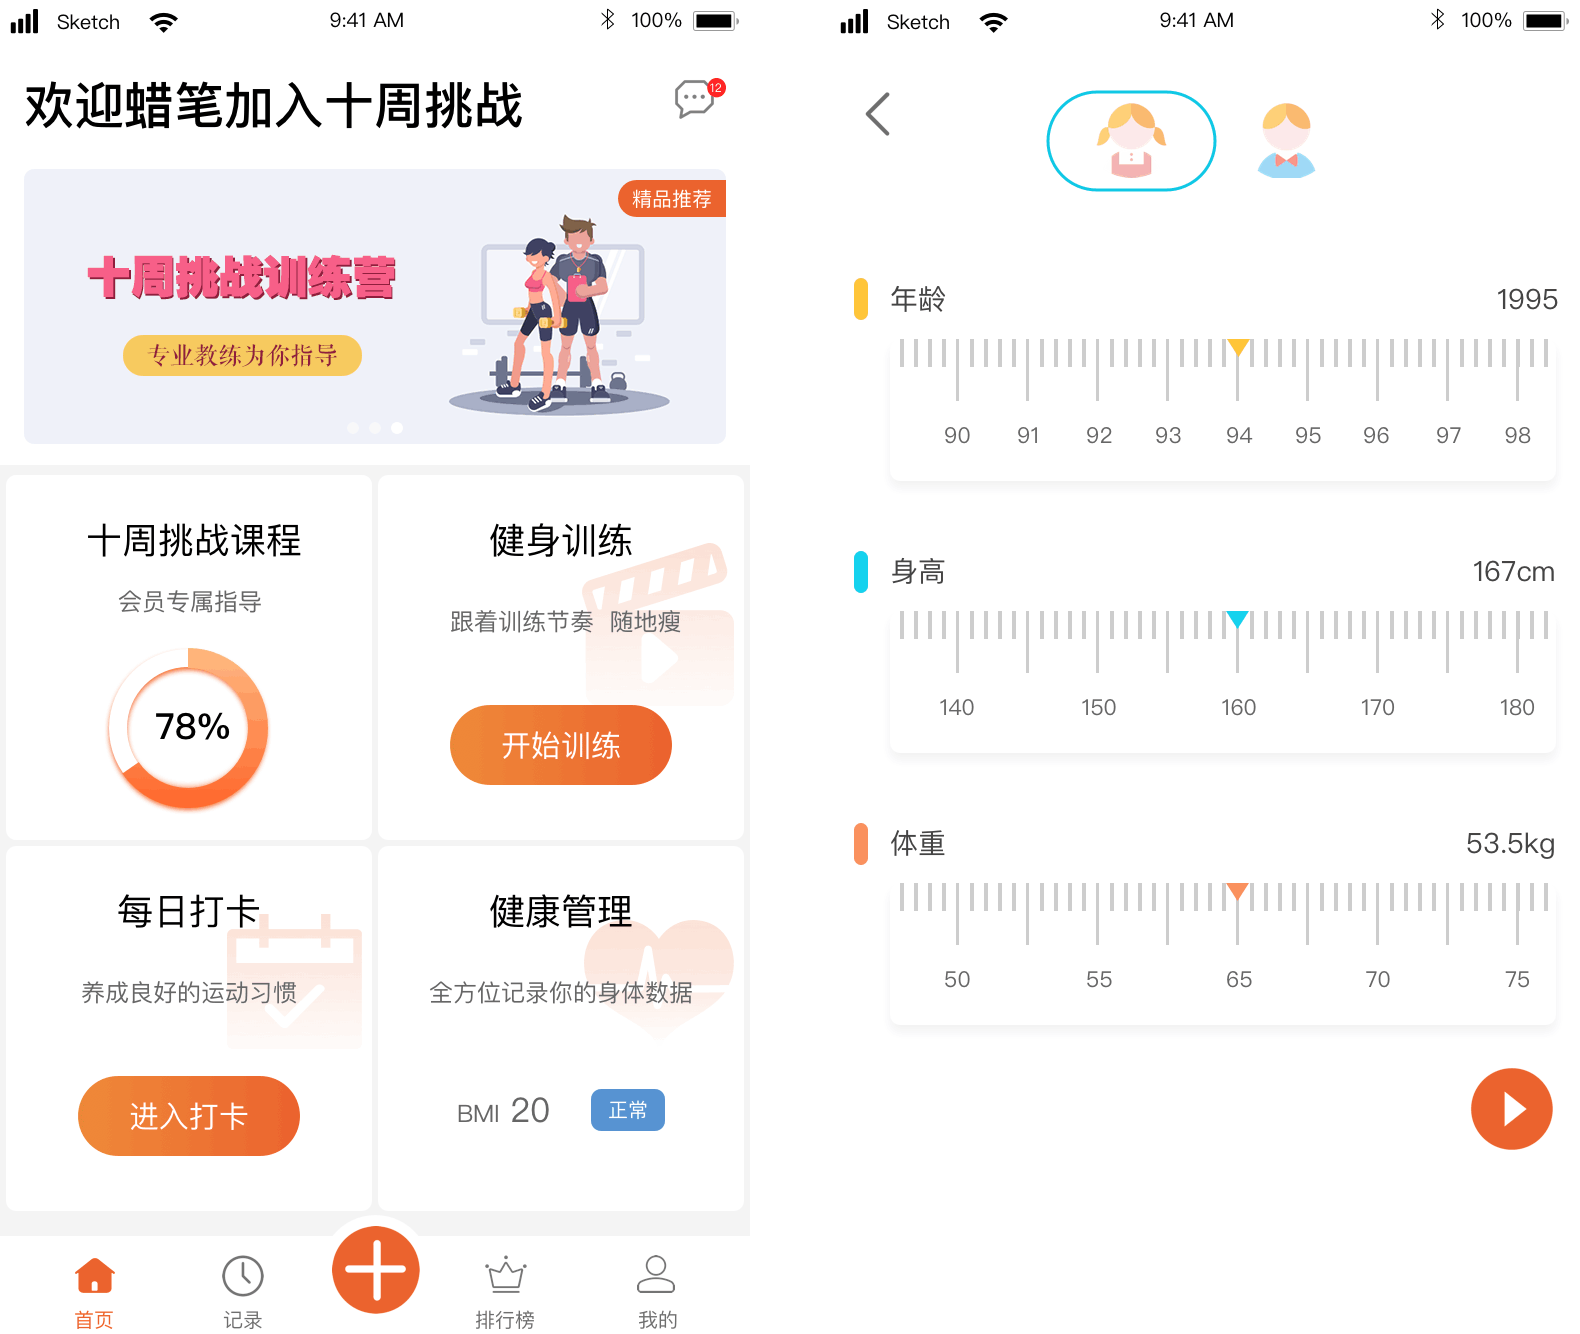 Sketch 9:41 AM 100%
欢迎蜡笔加入十周挑战
12
精品推荐
十周挑战训练营
专业教练为你指导
十周挑战课程
会员专属指导
78%
健身训练
跟着训练节奏 随地瘦
开始训练
每日打卡
养成良好的运动习惯
进入打卡
健康管理
全方位记录你的身体数据
BMI 20 正常
首页 记录 排行榜 我的
Sketch 9:41 AM 100%
年龄 1995
90 91 92 93 94 95 96 97 98
身高 167cm
140 150 160 170 180
体重 53.5kg
50 55 65 70 75